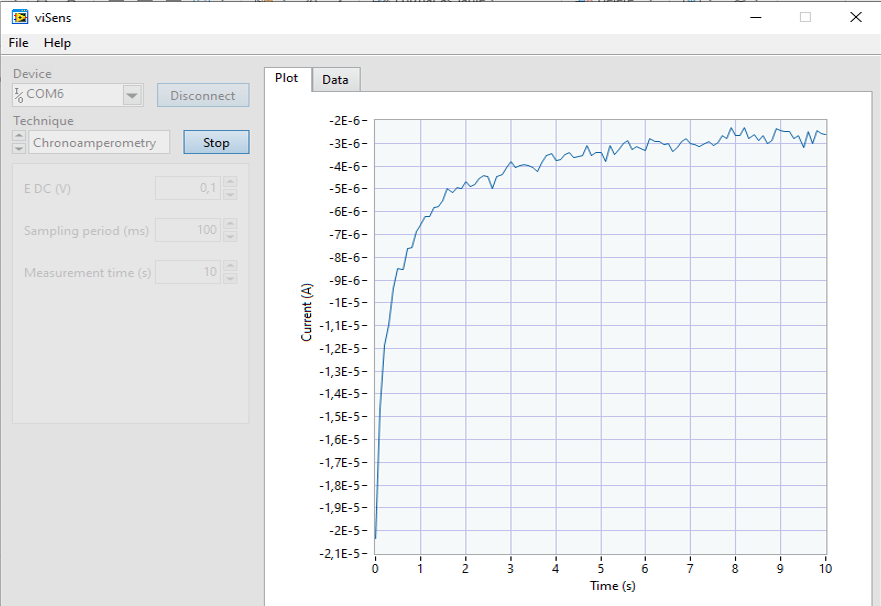 viSens
File Help
Device
COM6
Disconnect
Technique
Chronoamperometry
Stop
E DC (V)
0,1
Sampling period (ms)
100
Measurement time (s)
10
Plot
Data
-2E-6
-3E-6
-4E-6
-5E-6
-6E-6
-7E-6
-8E-6
-9E-6
-1E-5
-1,1E-5
-1,2E-5
-1,3E-5
-1,4E-5
-1,5E-5
-1,6E-5
-1,7E-5
-1,8E-5
-1,9E-5
-2E-5
-2,1E-5
Current (A)
0 1 2 3 4 5 6 7 8 9 10
Time (s)